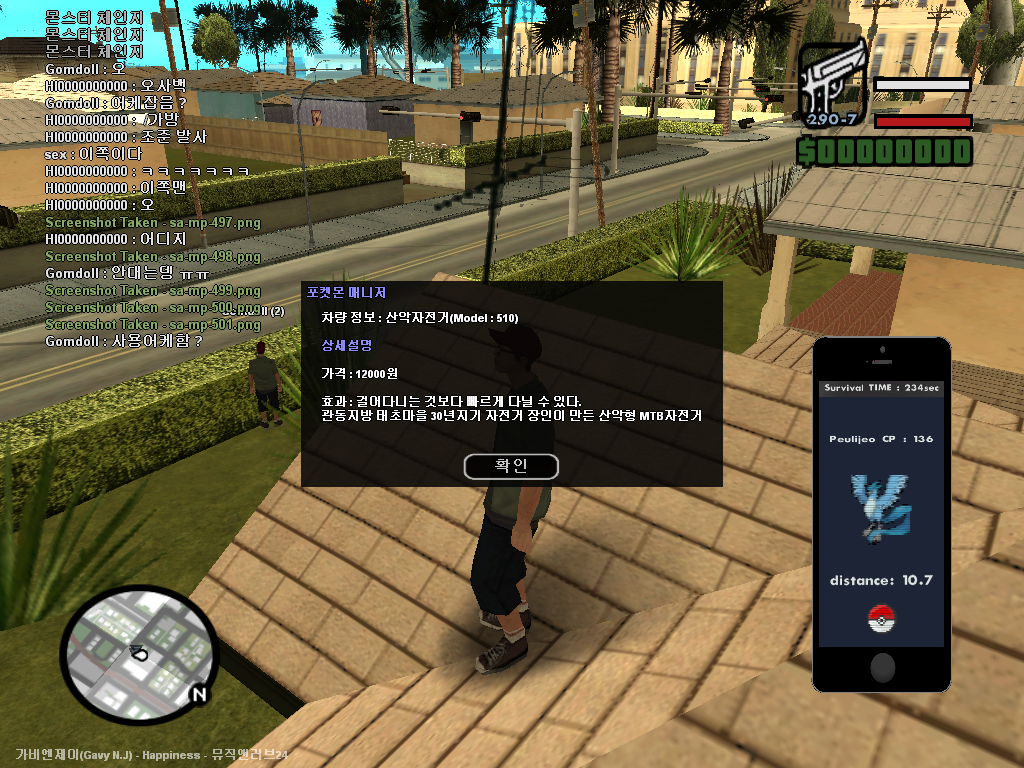 몬스터 체인지
몬스터 체인지
몬스터 체인지
Gomdoll : 오
HI0000000000 : 오사백
Gomdoll : 어케잡음 ?
HI0000000000 : /가방
HI0000000000 : 조준 발사
sex : 이쪽이다
HI0000000000 : ㅋㅋㅋㅋㅋㅋㅋ
HI0000000000 : 이쪽맨
HI0000000000 : 오
Screenshot Taken - sa-mp-497.png
HI0000000000 : 어디지
Screenshot Taken - sa-mp-498.png
Gomdoll : 안대는뎅 ㅠㅠ
Screenshot Taken - sa-mp-499.png
Screenshot Taken - sa-mp-500.png
(2)
Screenshot Taken - sa-mp-501.png
Gomdoll : 사용어케함 ?
290-7
$00000000
포켓몬 매니저
차량 정보 : 산악자전거(Model : 510)
상세설명
가격 : 12000원
효과 : 걸어다니는 것보다 빠르게 다닐 수 있다.
관동지방 태초마을 30년지기 자전거 장인이 만든 산악형 MTB자전거
확인
Survival TIME : 234sec
Peulijeo CP : 136
distance: 10.7
N
가비엔제이(Gavy N.J) - Happiness - 뮤직앤러브24